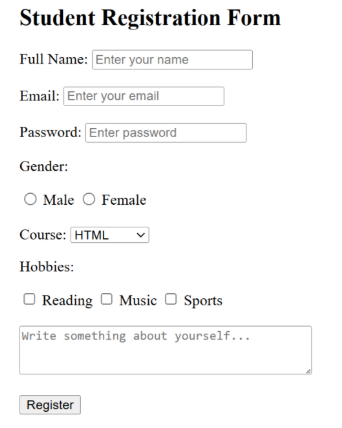 Student Registration Form
Full Name: Enter your name
Email: Enter your email
Password: Enter password
Gender:
Male Female
Course: HTML
Hobbies:
Reading Music Sports
Write something about yourself...
Register